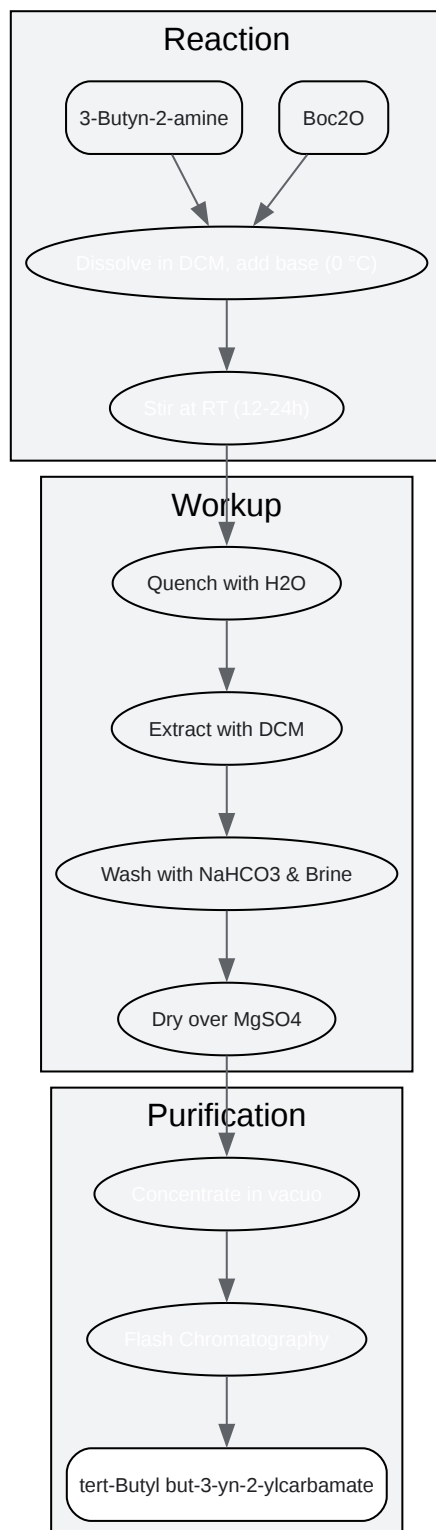 Reaction
3-Butyn-2-amine
Boc2O
Dissolve in DCM, add base (0 °C)
Stir at RT (12-24h)
Workup
Quench with H2O
Extract with DCM
Wash with NaHCO3 & Brine
Dry over MgSO4
Purification
Concentrate in vacuo
Flash Chromatography
tert-Butyl but-3-yn-2-ylcarbamate